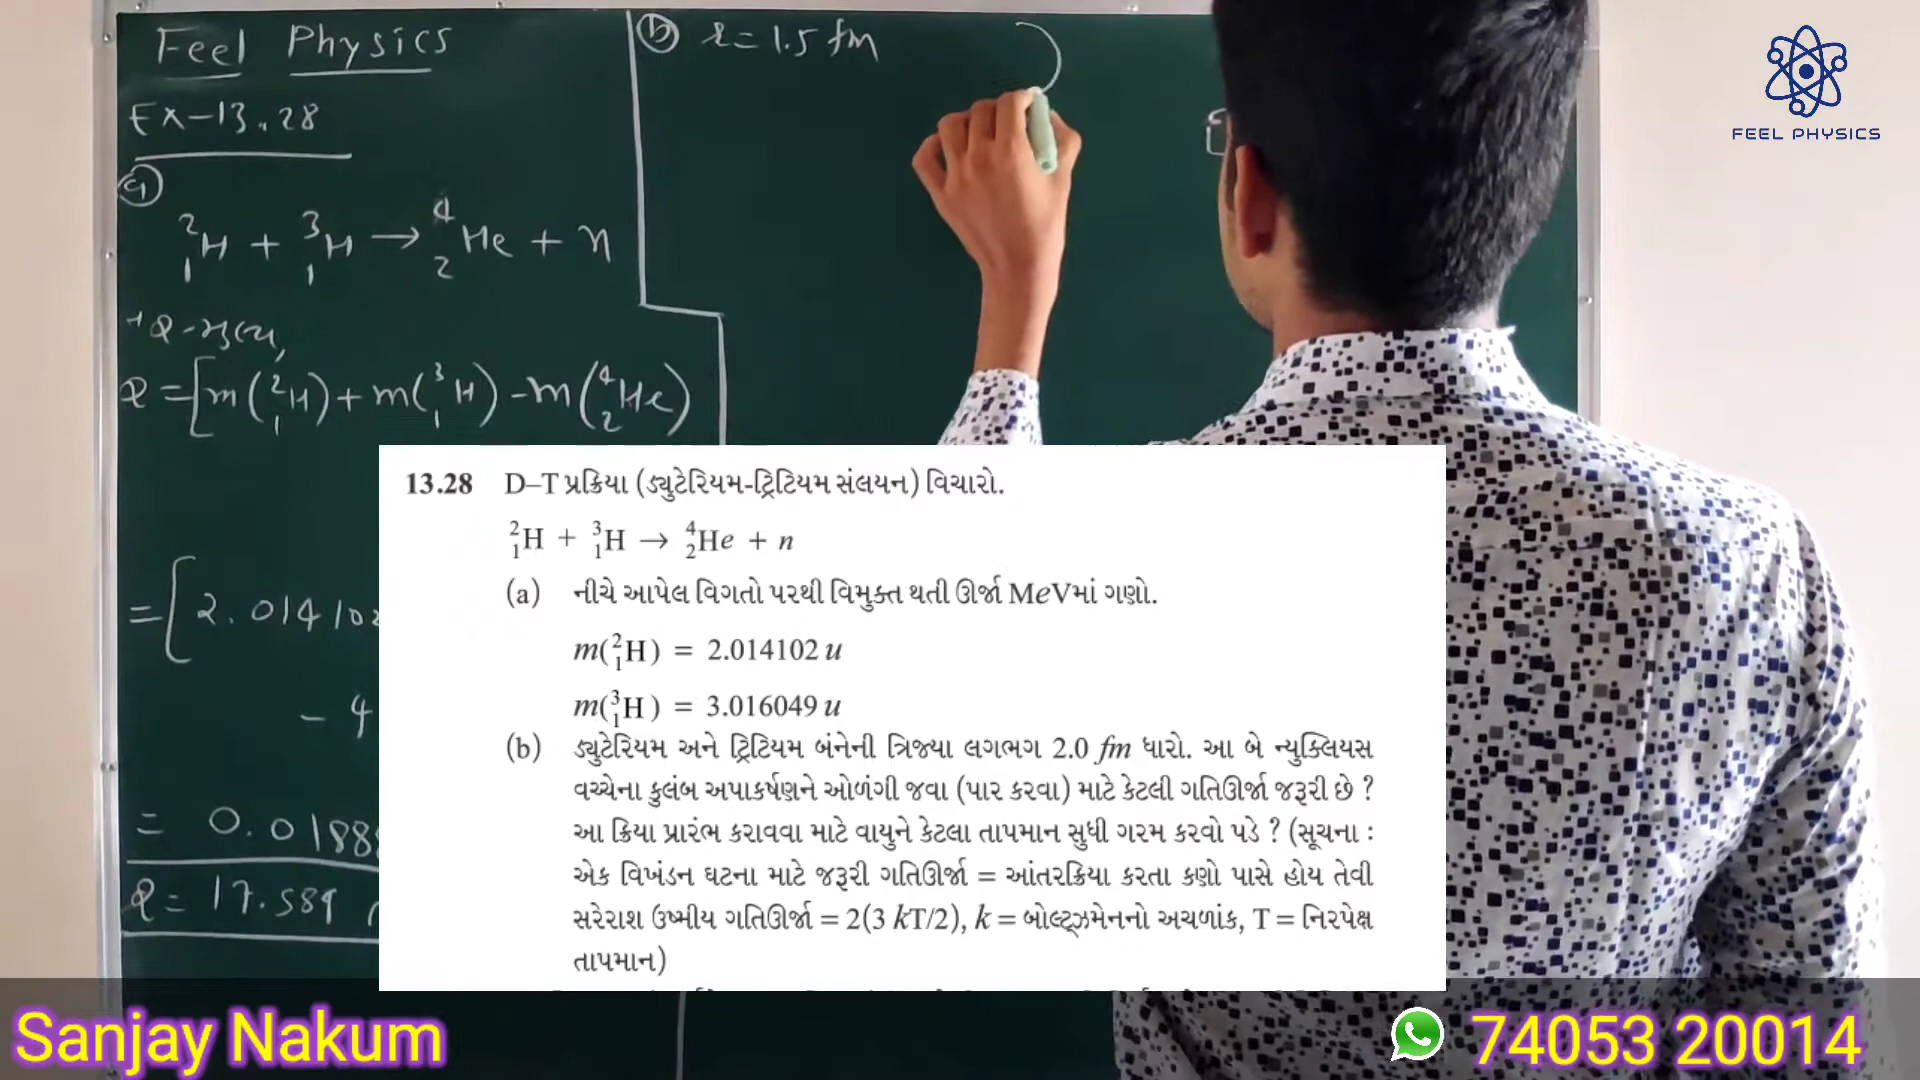 Feel Physics
Ex-13.28
(a)
²₁H + ³₁H → ⁴₂He + n
Q = [m(²₁H) + m(³₁H) - m(⁴₂He)
= [2.014102
- 4
= 0.0188
Q = 17.589
(b) r = 1.5 fm
FEEL PHYSICS
13.28 D–T પ્રક્રિયા (ડ્યુટેરિયમ-ટ્રિટિયમ સંલયન) વિચારો.
²₁H + ³₁H → ⁴₂He + n
(a) નીચે આપેલ વિગતો પરથી વિમુક્ત થતી ઊર્જા MeVમાં ગણો.
m(²₁H) = 2.014102 u
m(³₁H) = 3.016049 u
(b) ડ્યુટેરિયમ અને ટ્રિટિયમ બંનેની ત્રિજ્યા લગભગ 2.0 fm ધારો. આ બે ન્યુક્લિયસ
વચ્ચેના કુલંબ અપાકર્ષણને ઓળંગી જવા (પાર કરવા) માટે કેટલી ગતિઊર્જા જરૂરી છે ?
આ ક્રિયા પ્રારંભ કરાવવા માટે વાયુને કેટલા તાપમાન સુધી ગરમ કરવો પડે ? (સૂચના :
એક વિખંડન ઘટના માટે જરૂરી ગતિઊર્જા = આંતરક્રિયા કરતા કણો પાસે હોય તેવી
સરેરાશ ઉષ્મીય ગતિઊર્જા = 2(3 kT/2), k = બોલ્ટ્ઝમેનનો અચળાંક, T = નિરપેક્ષ
તાપમાન)
Sanjay Nakum
74053 20014